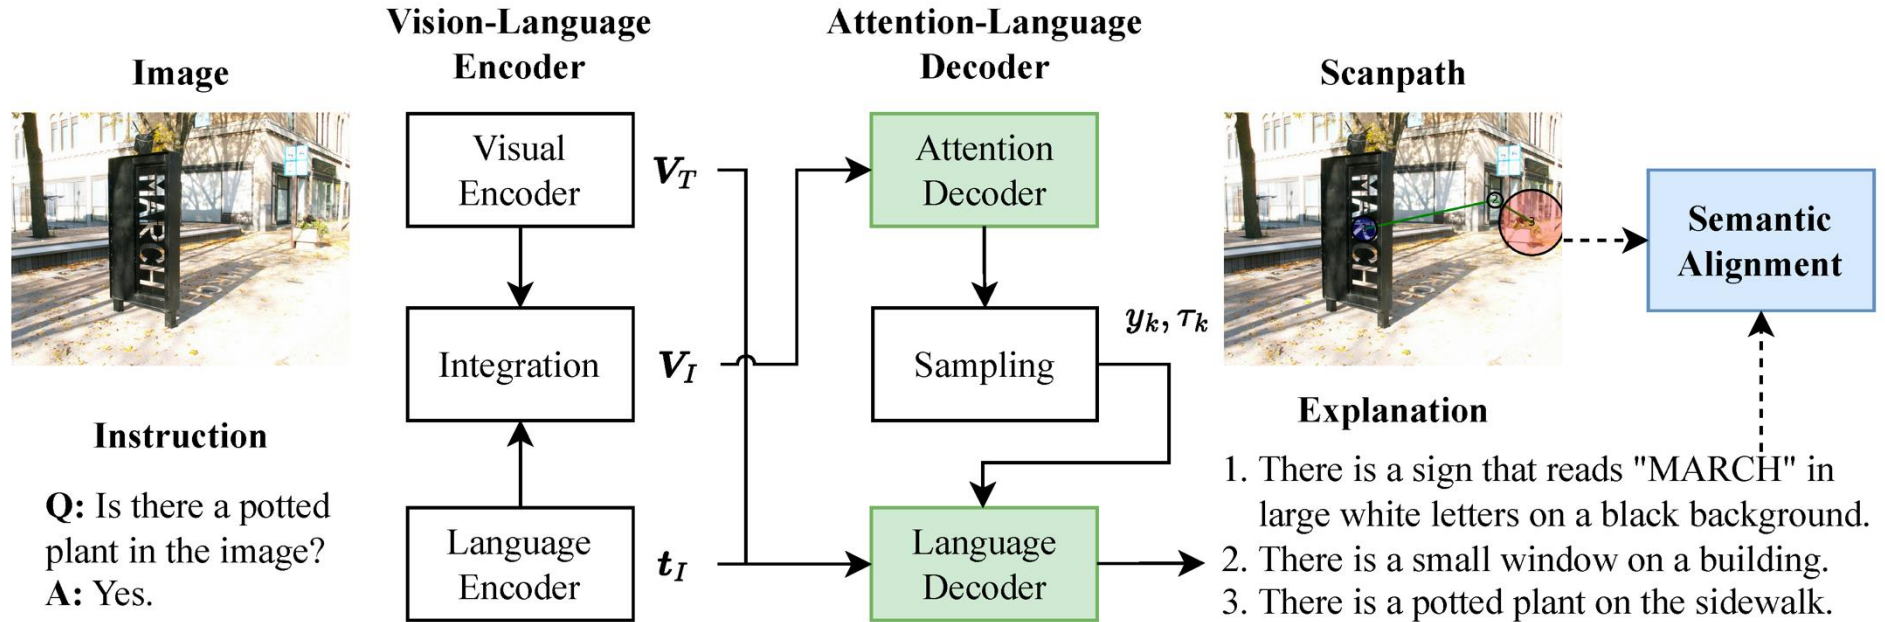 Image
Instruction
Q: Is there a potted
plant in the image?
A: Yes.
Vision-Language
Encoder
Visual
Encoder
Integration
Language
Encoder
V_T
V_I
t_I
Attention-Language
Decoder
Attention
Decoder
Sampling
Language
Decoder
y_k, τ_k
Scanpath
Explanation
1. There is a sign that reads "MARCH" in
large white letters on a black background.
2. There is a small window on a building.
3. There is a potted plant on the sidewalk.
Semantic
Alignment
MARCH
MARCH